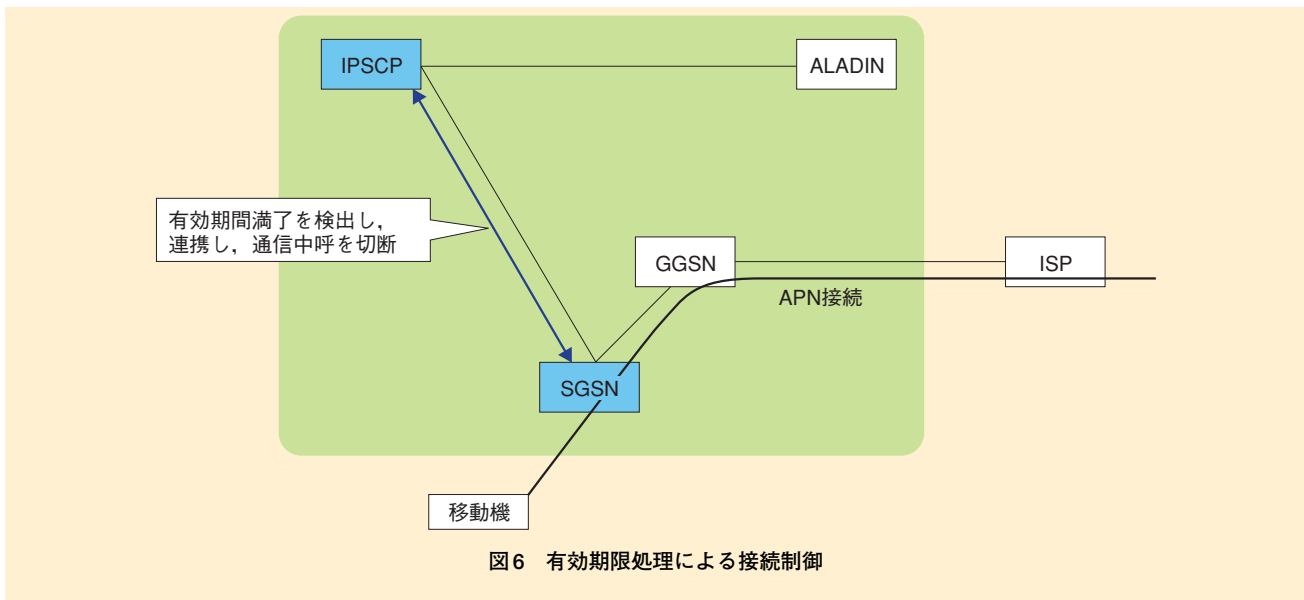 IPSCP
ALADIN
有効期間満了を検出し，
連携し，通信中呼を切断
GGSN
ISP
APN接続
SGSN
移動機
図6　有効期限処理による接続制御